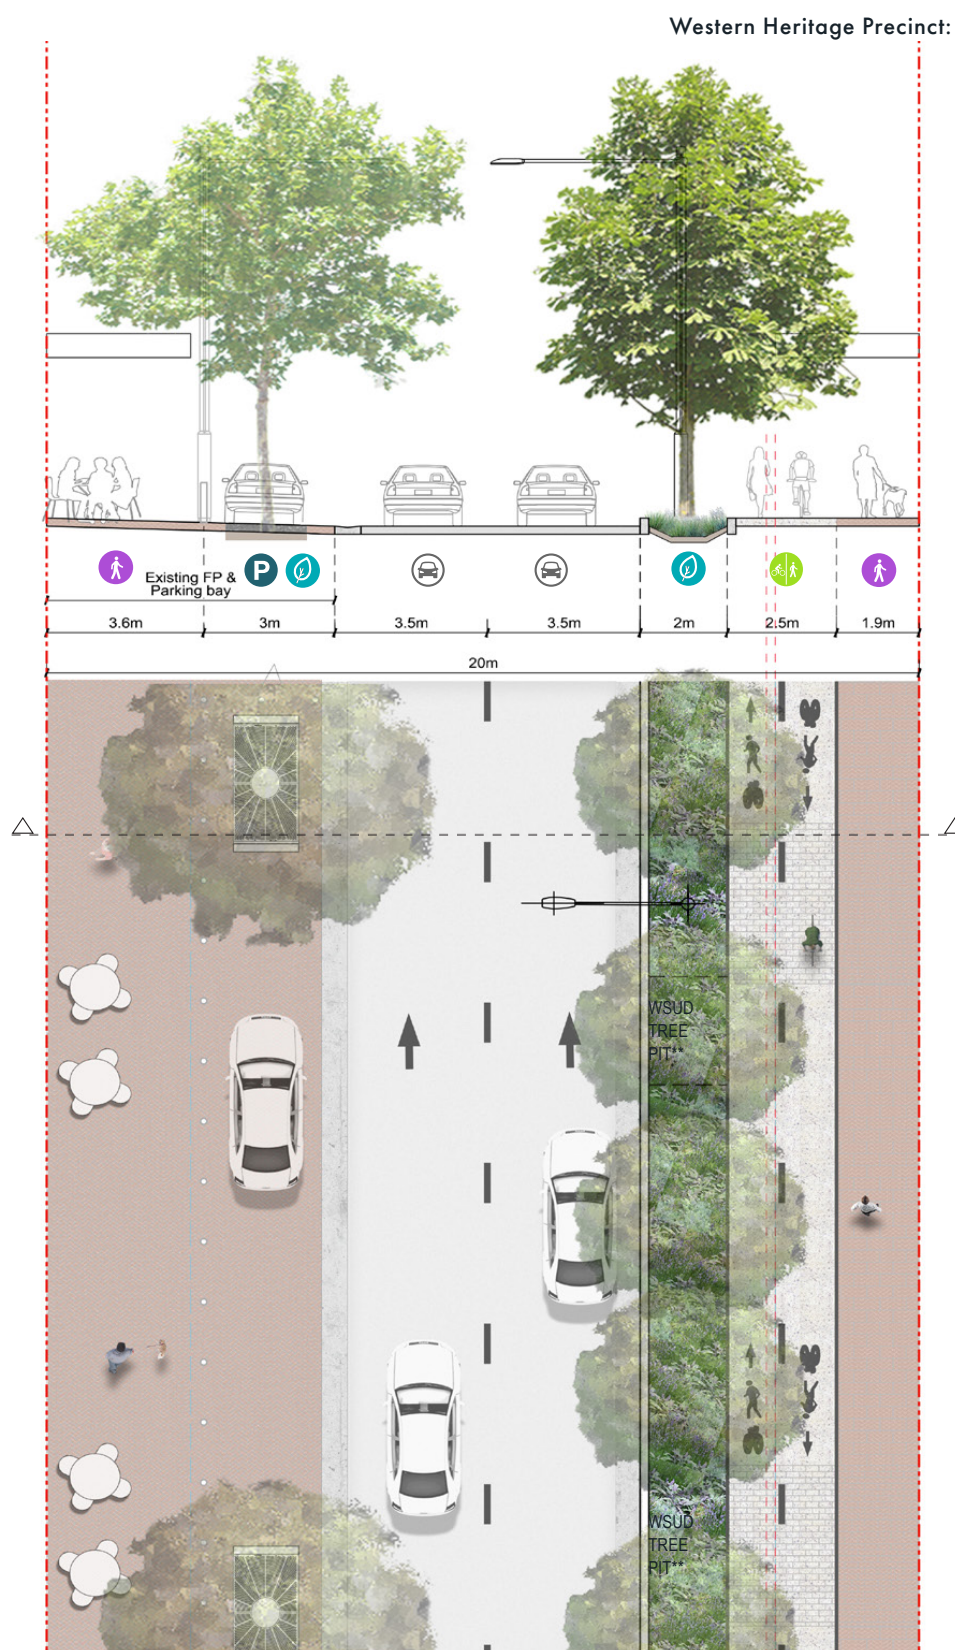 Western Heritage Precinct:
P
Existing FP &
Parking bay
3.6m
3m
3.5m
3.5m
2m
2.5m
1.9m
20m
WSUD
TREE
PIT**
WSUD
TREE
PIT**